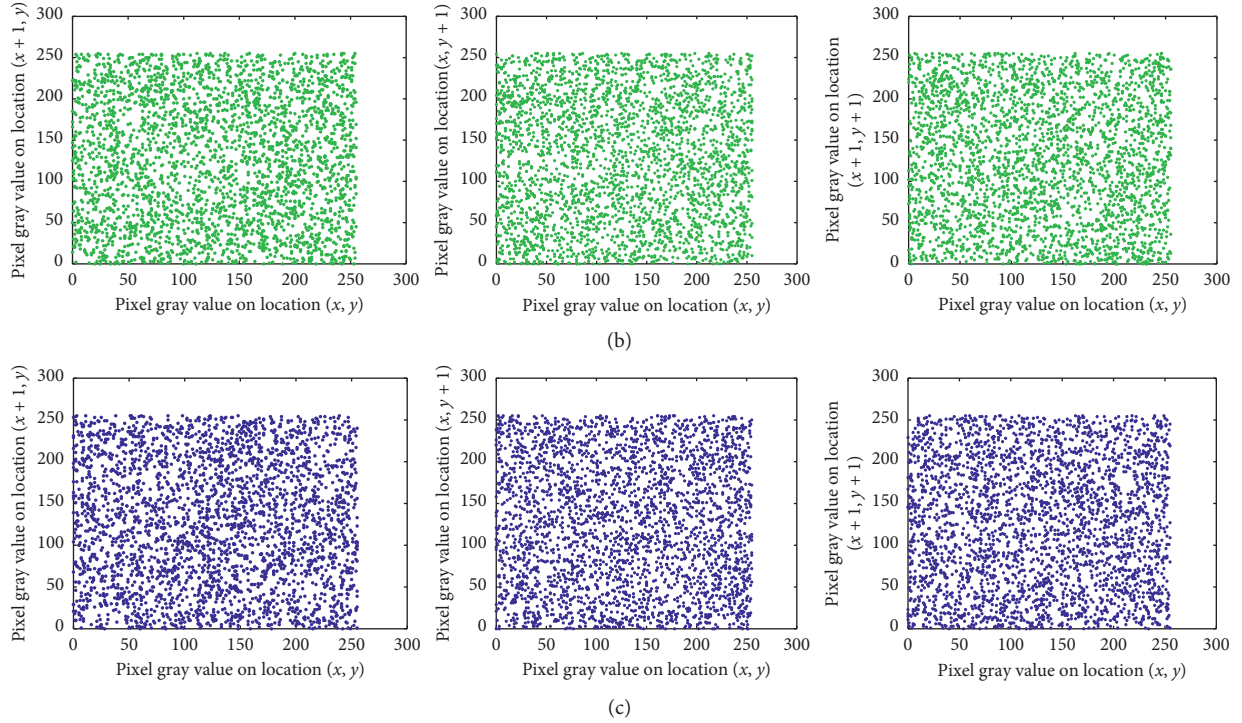 300
250
200
150
100
50
0
Pixel gray value on location (x + 1, y)
0 50 100 150 200 250 300
Pixel gray value on location (x, y)
300
250
200
150
100
50
0
Pixel gray value on location(x, y + 1)
0 50 100 150 200 250 300
Pixel gray value on location (x, y)
300
250
200
150
100
50
0
Pixel gray value on location
(x + 1, y + 1)
0 50 100 150 200 250 300
Pixel gray value on location (x, y)
(b)
300
250
200
150
100
50
0
Pixel gray value on location (x + 1, y)
0 50 100 150 200 250 300
Pixel gray value on location (x, y)
300
250
200
150
100
50
0
Pixel gray value on location (x, y + 1)
0 50 100 150 200 250 300
Pixel gray value on location (x, y)
300
250
200
150
100
50
0
Pixel gray value on location
(x + 1, y + 1)
0 50 100 150 200 250 300
Pixel gray value on location (x, y)
(c)